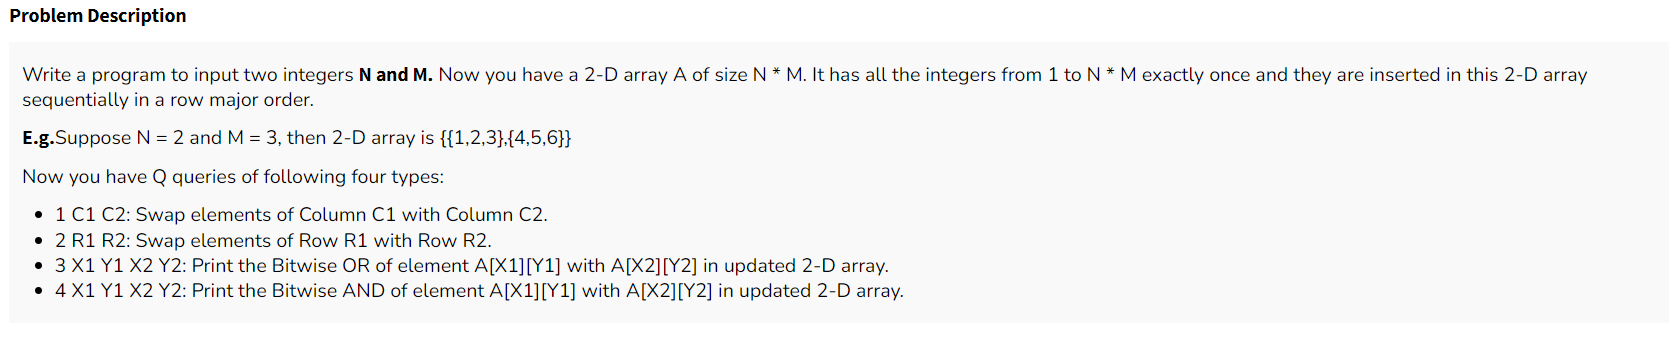 Problem Description
Write a program to input two integers N and M. Now you have a 2-D array A of size N * M. It has all the integers from 1 to N * M exactly once and they are inserted in this 2-D array
sequentially in a row major order.
E.g.Suppose N = 2 and M = 3, then 2-D array is {{1,2,3},{4,5,6}}
Now you have Q queries of following four types:
• 1 C1 C2: Swap elements of Column C1 with Column C2.
• 2 R1 R2: Swap elements of Row R1 with Row R2.
• 3 X1 Y1 X2 Y2: Print the Bitwise OR of element A[X1][Y1] with A[X2][Y2] in updated 2-D array.
• 4 X1 Y1 X2 Y2: Print the Bitwise AND of element A[X1][Y1] with A[X2][Y2] in updated 2-D array.